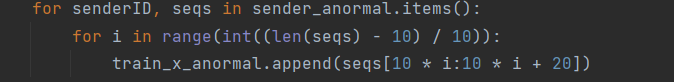 for senderID, seqs in sender_anormal.items():
for i in range(int((len(seqs) - 10) / 10)):
train_x_anormal.append(seqs[10 * i:10 * i + 20])